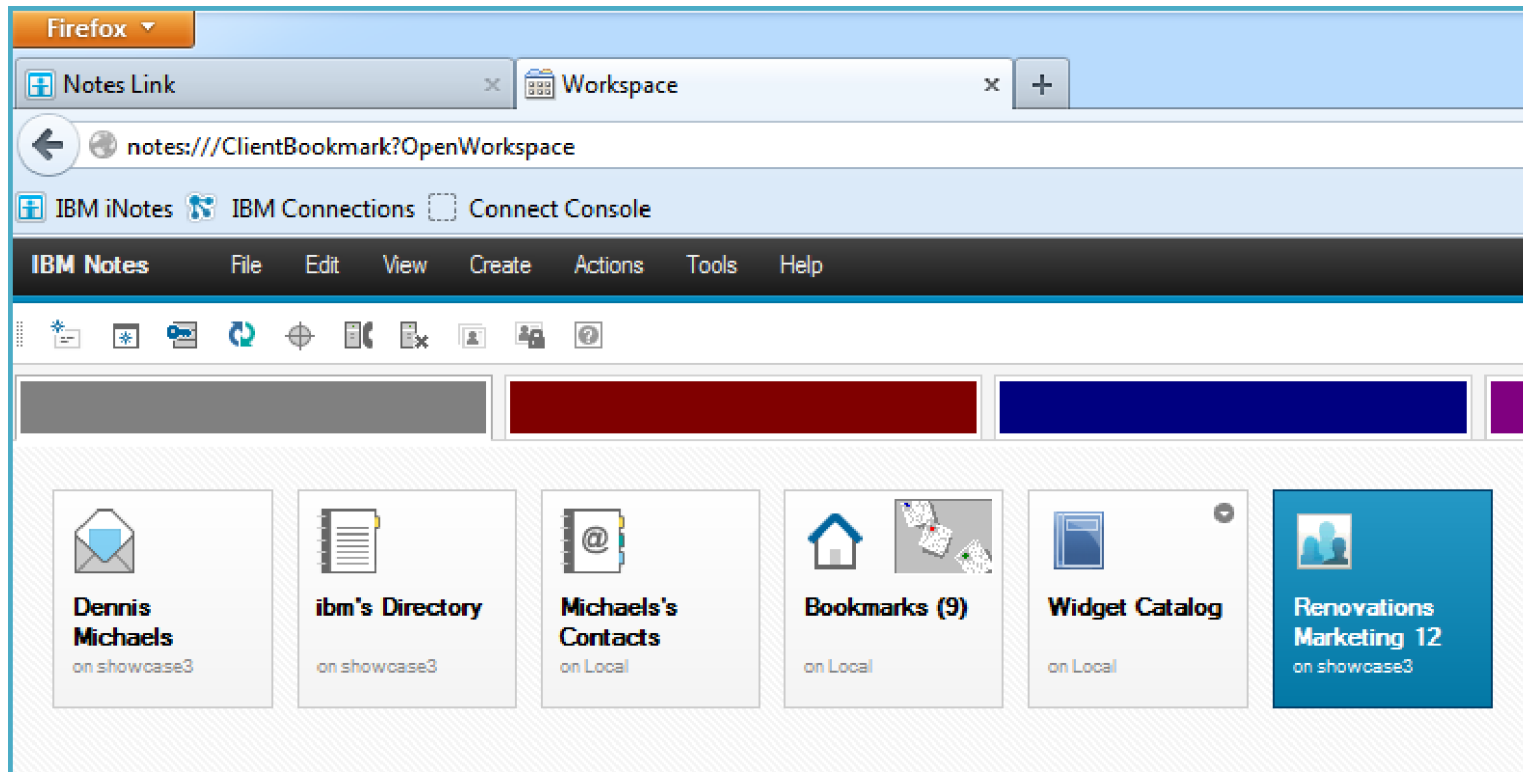 Firefox
Notes Link
Workspace
notes:///ClientBookmark?OpenWorkspace
IBM iNotes IBM Connections Connect Console
IBM Notes File Edit View Create Actions Tools Help
Dennis
Michaels
on showcase3
ibm's Directory
on showcase3
Michaels's
Contacts
on Local
Bookmarks (9)
on Local
Widget Catalog
on Local
Renovations
Marketing 12
on showcase3